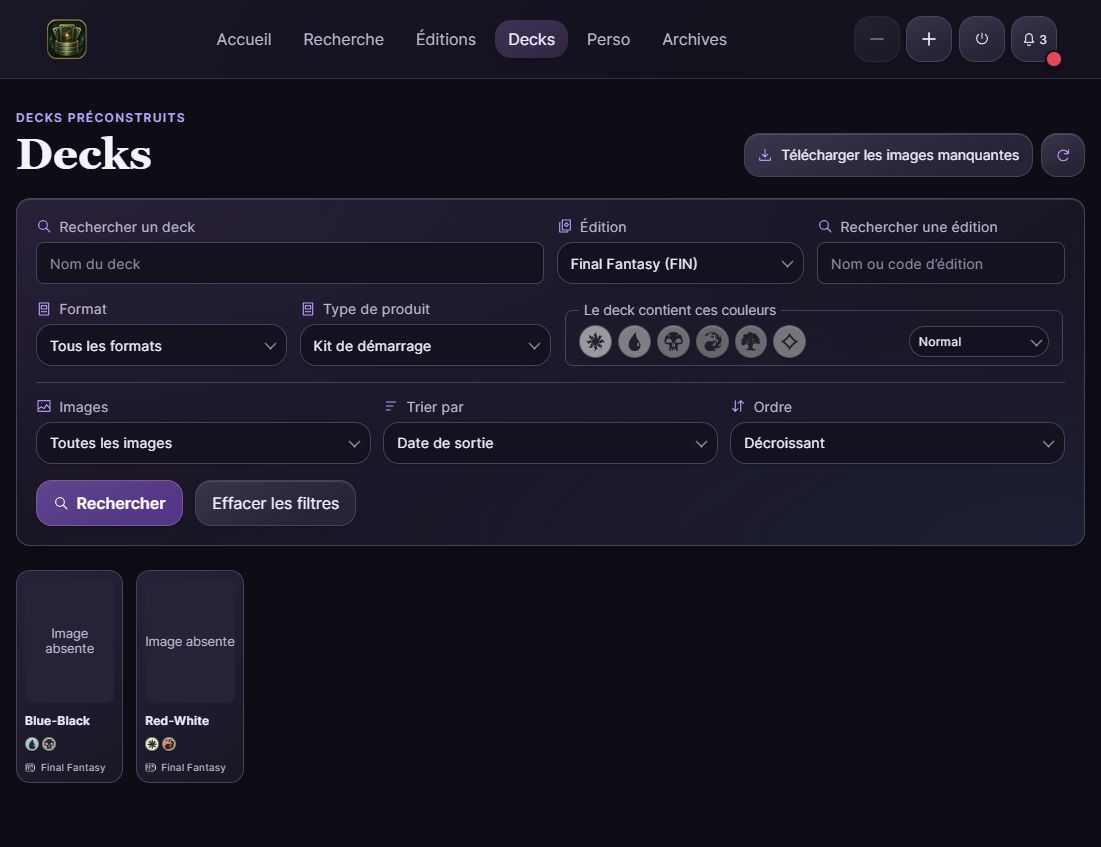 Accueil
Recherche
Éditions
Decks
Perso
Archives
3
DECKS PRÉCONSTRUITS
Decks
Télécharger les images manquantes
Rechercher un deck
Édition
Rechercher une édition
Nom du deck
Final Fantasy (FIN)
Nom ou code d’édition
Format
Type de produit
Le deck contient ces couleurs
Tous les formats
Kit de démarrage
Normal
Images
Trier par
Ordre
Toutes les images
Date de sortie
Décroissant
Rechercher
Effacer les filtres
Image
absente
Blue-Black
Final Fantasy
Image absente
Red-White
Final Fantasy